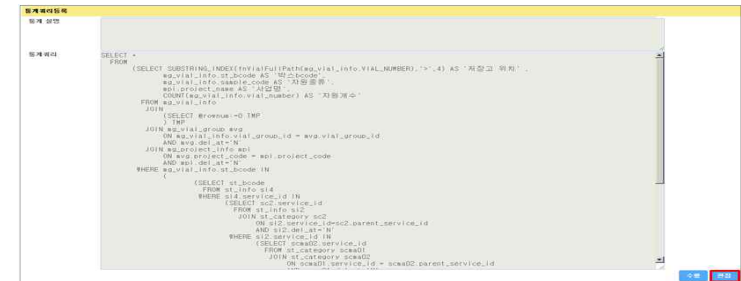 통계쿼리등록
통계 설명
통계쿼리
SELECT *
FROM
(SELECT SUBSTRING_INDEX(fnVialFullPath(mg_vial_info.VIAL_NUMBER),'>',4) AS '저장고 위치' ,
mg_vial_info.st_bcode AS '박스bcode',
mg_vial_info.sample_code AS '자원종류',
mpi.project_name AS '사업명',
COUNT(mg_vial_info.vial_number) AS '자원개수'
FROM mg_vial_info
JOIN
(SELECT @rownum:=0 TMP
) TMP
JOIN mg_vial_group mvg
ON mg_vial_info.vial_group_id = mvg.vial_group_id
AND mvg.del_at='N'
JOIN mg_project_info mpi
ON mvg.project_code = mpi.project_code
AND mpi.del_at='N'
WHERE mg_vial_info.st_bcode IN
(
(SELECT st_bcode
FROM st_info si4
WHERE si4.service_id IN
(SELECT sc2.service_id
FROM st_info si2
JOIN st_category sc2
ON si2.service_id=sc2.parent_service_id
AND si2.del_at='N'
WHERE si2.service_id IN
(SELECT scma02.service_id
FROM st_category scma01
JOIN st_category scma02
ON scma01.service_id = scma02.parent_service_id
수행 편집